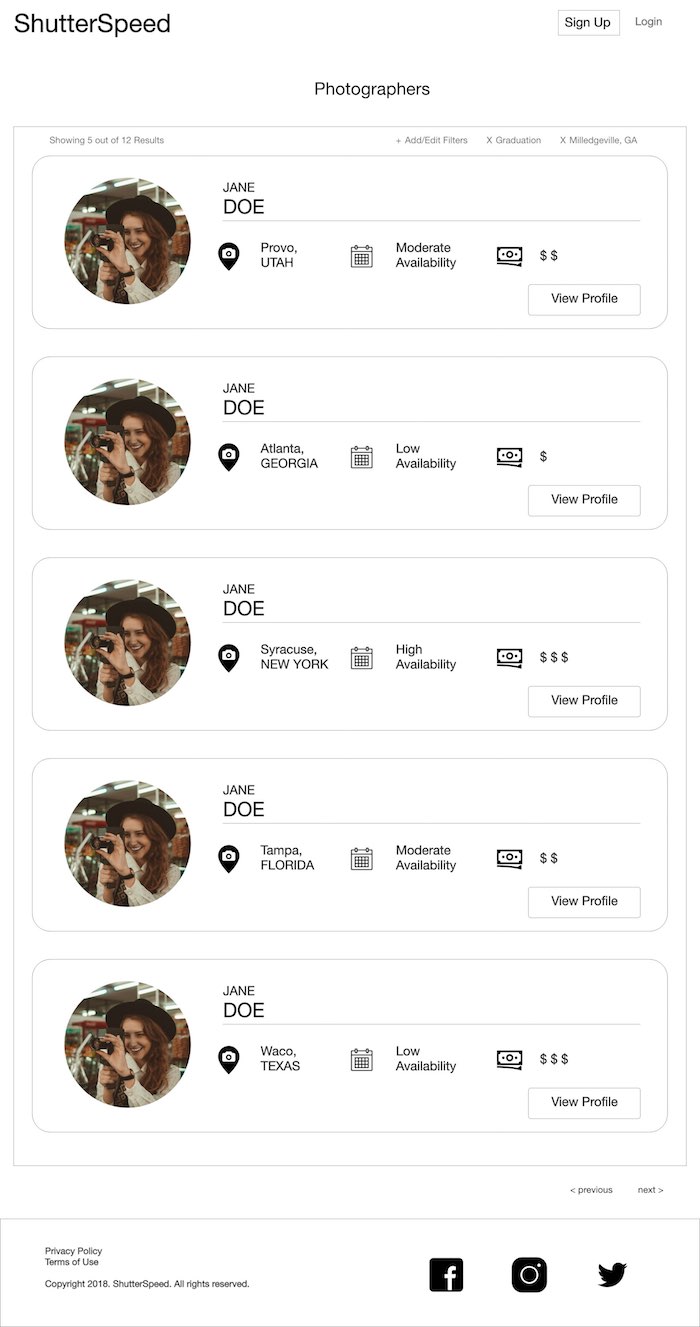 ShutterSpeed
Sign Up
Login
Photographers
Showing 5 out of 12 Results
+ Add/Edit Filters
X Graduation
X Milledgeville, GA
JANE
DOE
Provo,
UTAH
Moderate
Availability
$ $
View Profile
JANE
DOE
Atlanta,
GEORGIA
Low
Availability
$
View Profile
JANE
DOE
Syracuse,
NEW YORK
High
Availability
$ $ $
View Profile
JANE
DOE
Tampa,
FLORIDA
Moderate
Availability
$ $
View Profile
JANE
DOE
Waco,
TEXAS
Low
Availability
$ $ $
View Profile
< previous
next >
Privacy Policy
Terms of Use
Copyright 2018. ShutterSpeed. All rights reserved.